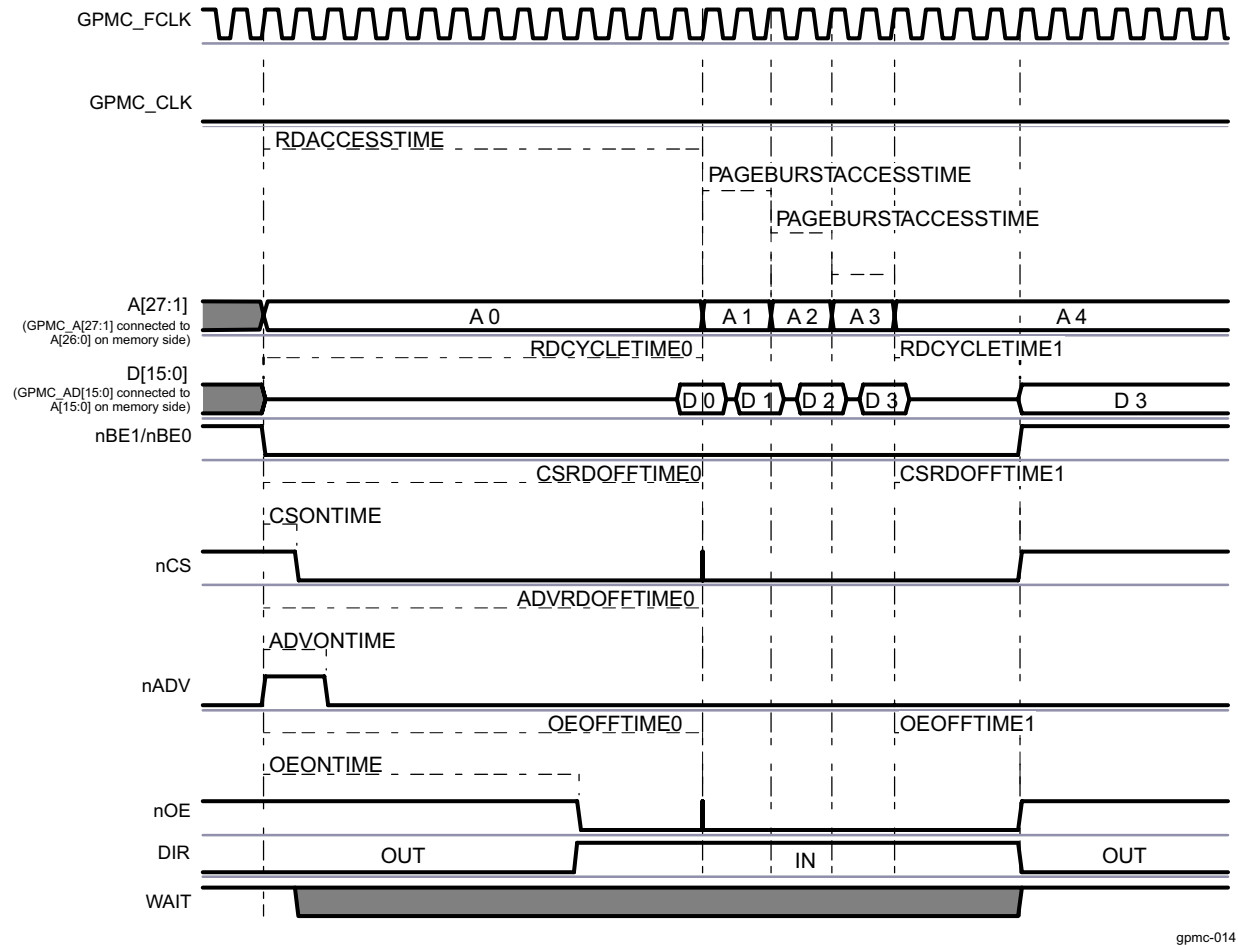 GPMC_FCLK
GPMC_CLK
RDACCESSTIME
PAGEBURSTACCESSTIME
PAGEBURSTACCESSTIME
A[27:1]
(GPMC_A[27:1] connected to
A[26:0] on memory side)
A 0 A 1 A 2 A 3 A 4
RDCYCLETIME0 RDCYCLETIME1
D[15:0]
(GPMC_AD[15:0] connected to
A[15:0] on memory side)
D 0 D 1 D 2 D 3 D 3
nBE1/nBE0
CSRDOFFTIME0 CSRDOFFTIME1
CSONTIME
nCS
ADVRDOFFTIME0
ADVONTIME
nADV
OEOFFTIME0 OEOFFTIME1
OEONTIME
nOE
DIR OUT IN OUT
WAIT
gpmc-014